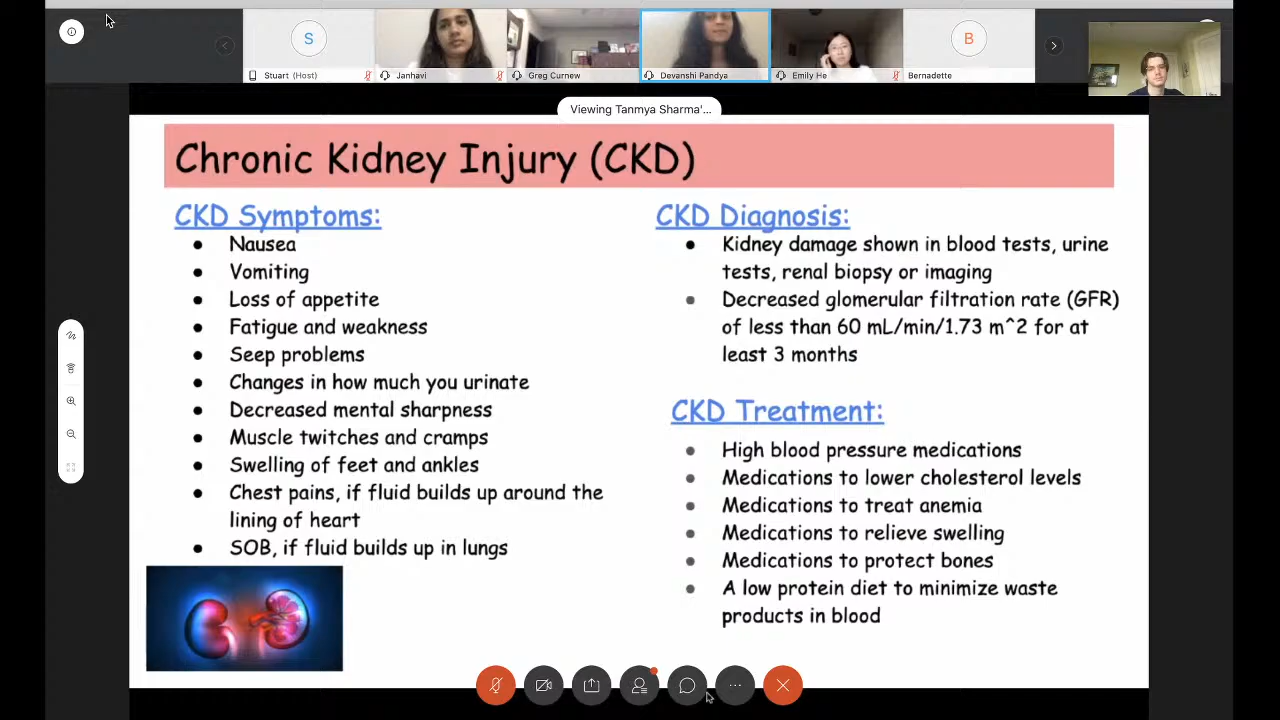 S
B
Stuart (Host)
Janhavi
Greg Curnew
Devanshi Pandya
Emily He
Bernadette
Viewing Tanmya Sharma'...
Chronic Kidney Injury (CKD)
CKD Symptoms:
Nausea
Vomiting
Loss of appetite
Fatigue and weakness
Seep problems
Changes in how much you urinate
Decreased mental sharpness
Muscle twitches and cramps
Swelling of feet and ankles
Chest pains, if fluid builds up around the
lining of heart
SOB, if fluid builds up in lungs
CKD Diagnosis:
Kidney damage shown in blood tests, urine
tests, renal biopsy or imaging
Decreased glomerular filtration rate (GFR)
of less than 60 mL/min/1.73 m^2 for at
least 3 months
CKD Treatment:
High blood pressure medications
Medications to lower cholesterol levels
Medications to treat anemia
Medications to relieve swelling
Medications to protect bones
A low protein diet to minimize waste
products in blood